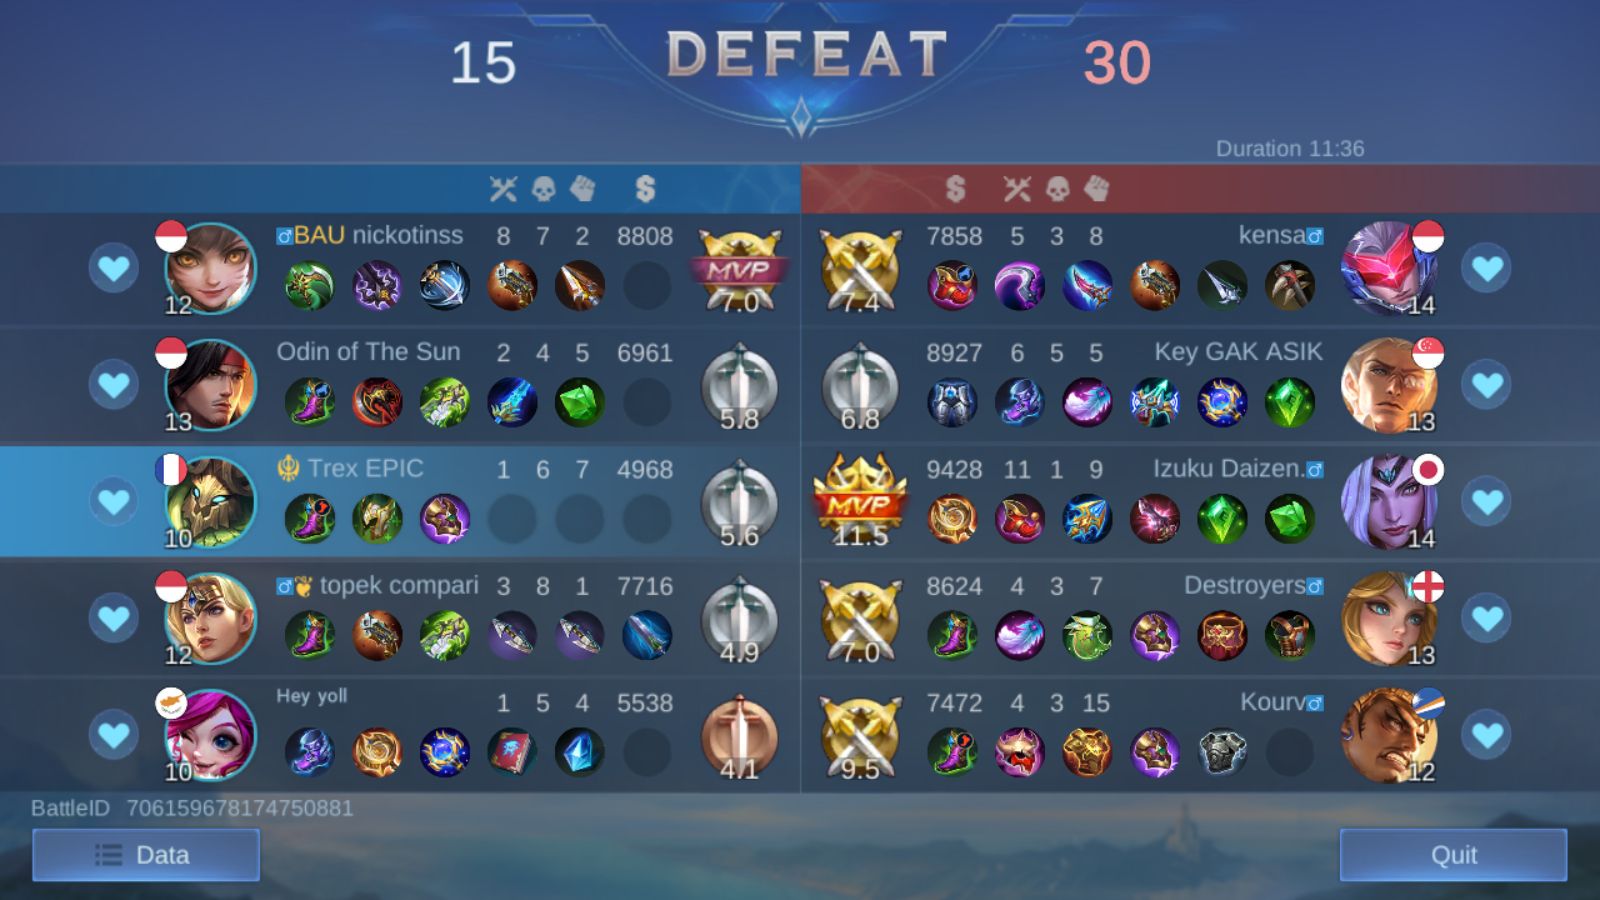 15 DEFEAT 30
Duration 11:36
BAU nickotinss 8 7 2 8808
12
MVP 7.0
7.4 7858 5 3 8 kensa
14
Odin of The Sun 2 4 5 6961
13
5.8
6.8 8927 6 5 5 Key GAK ASIK
13
Trex EPIC 1 6 7 4968
10
5.6
MVP 11.5 9428 11 1 9 Izuku Daizen.
14
topek compari 3 8 1 7716
12
4.9
7.0 8624 4 3 7 Destroyers
13
Hey yoll 1 5 4 5538
10
4.1
9.5 7472 4 3 15 Kourv
12
BattleID 706159678174750881
Data
Quit